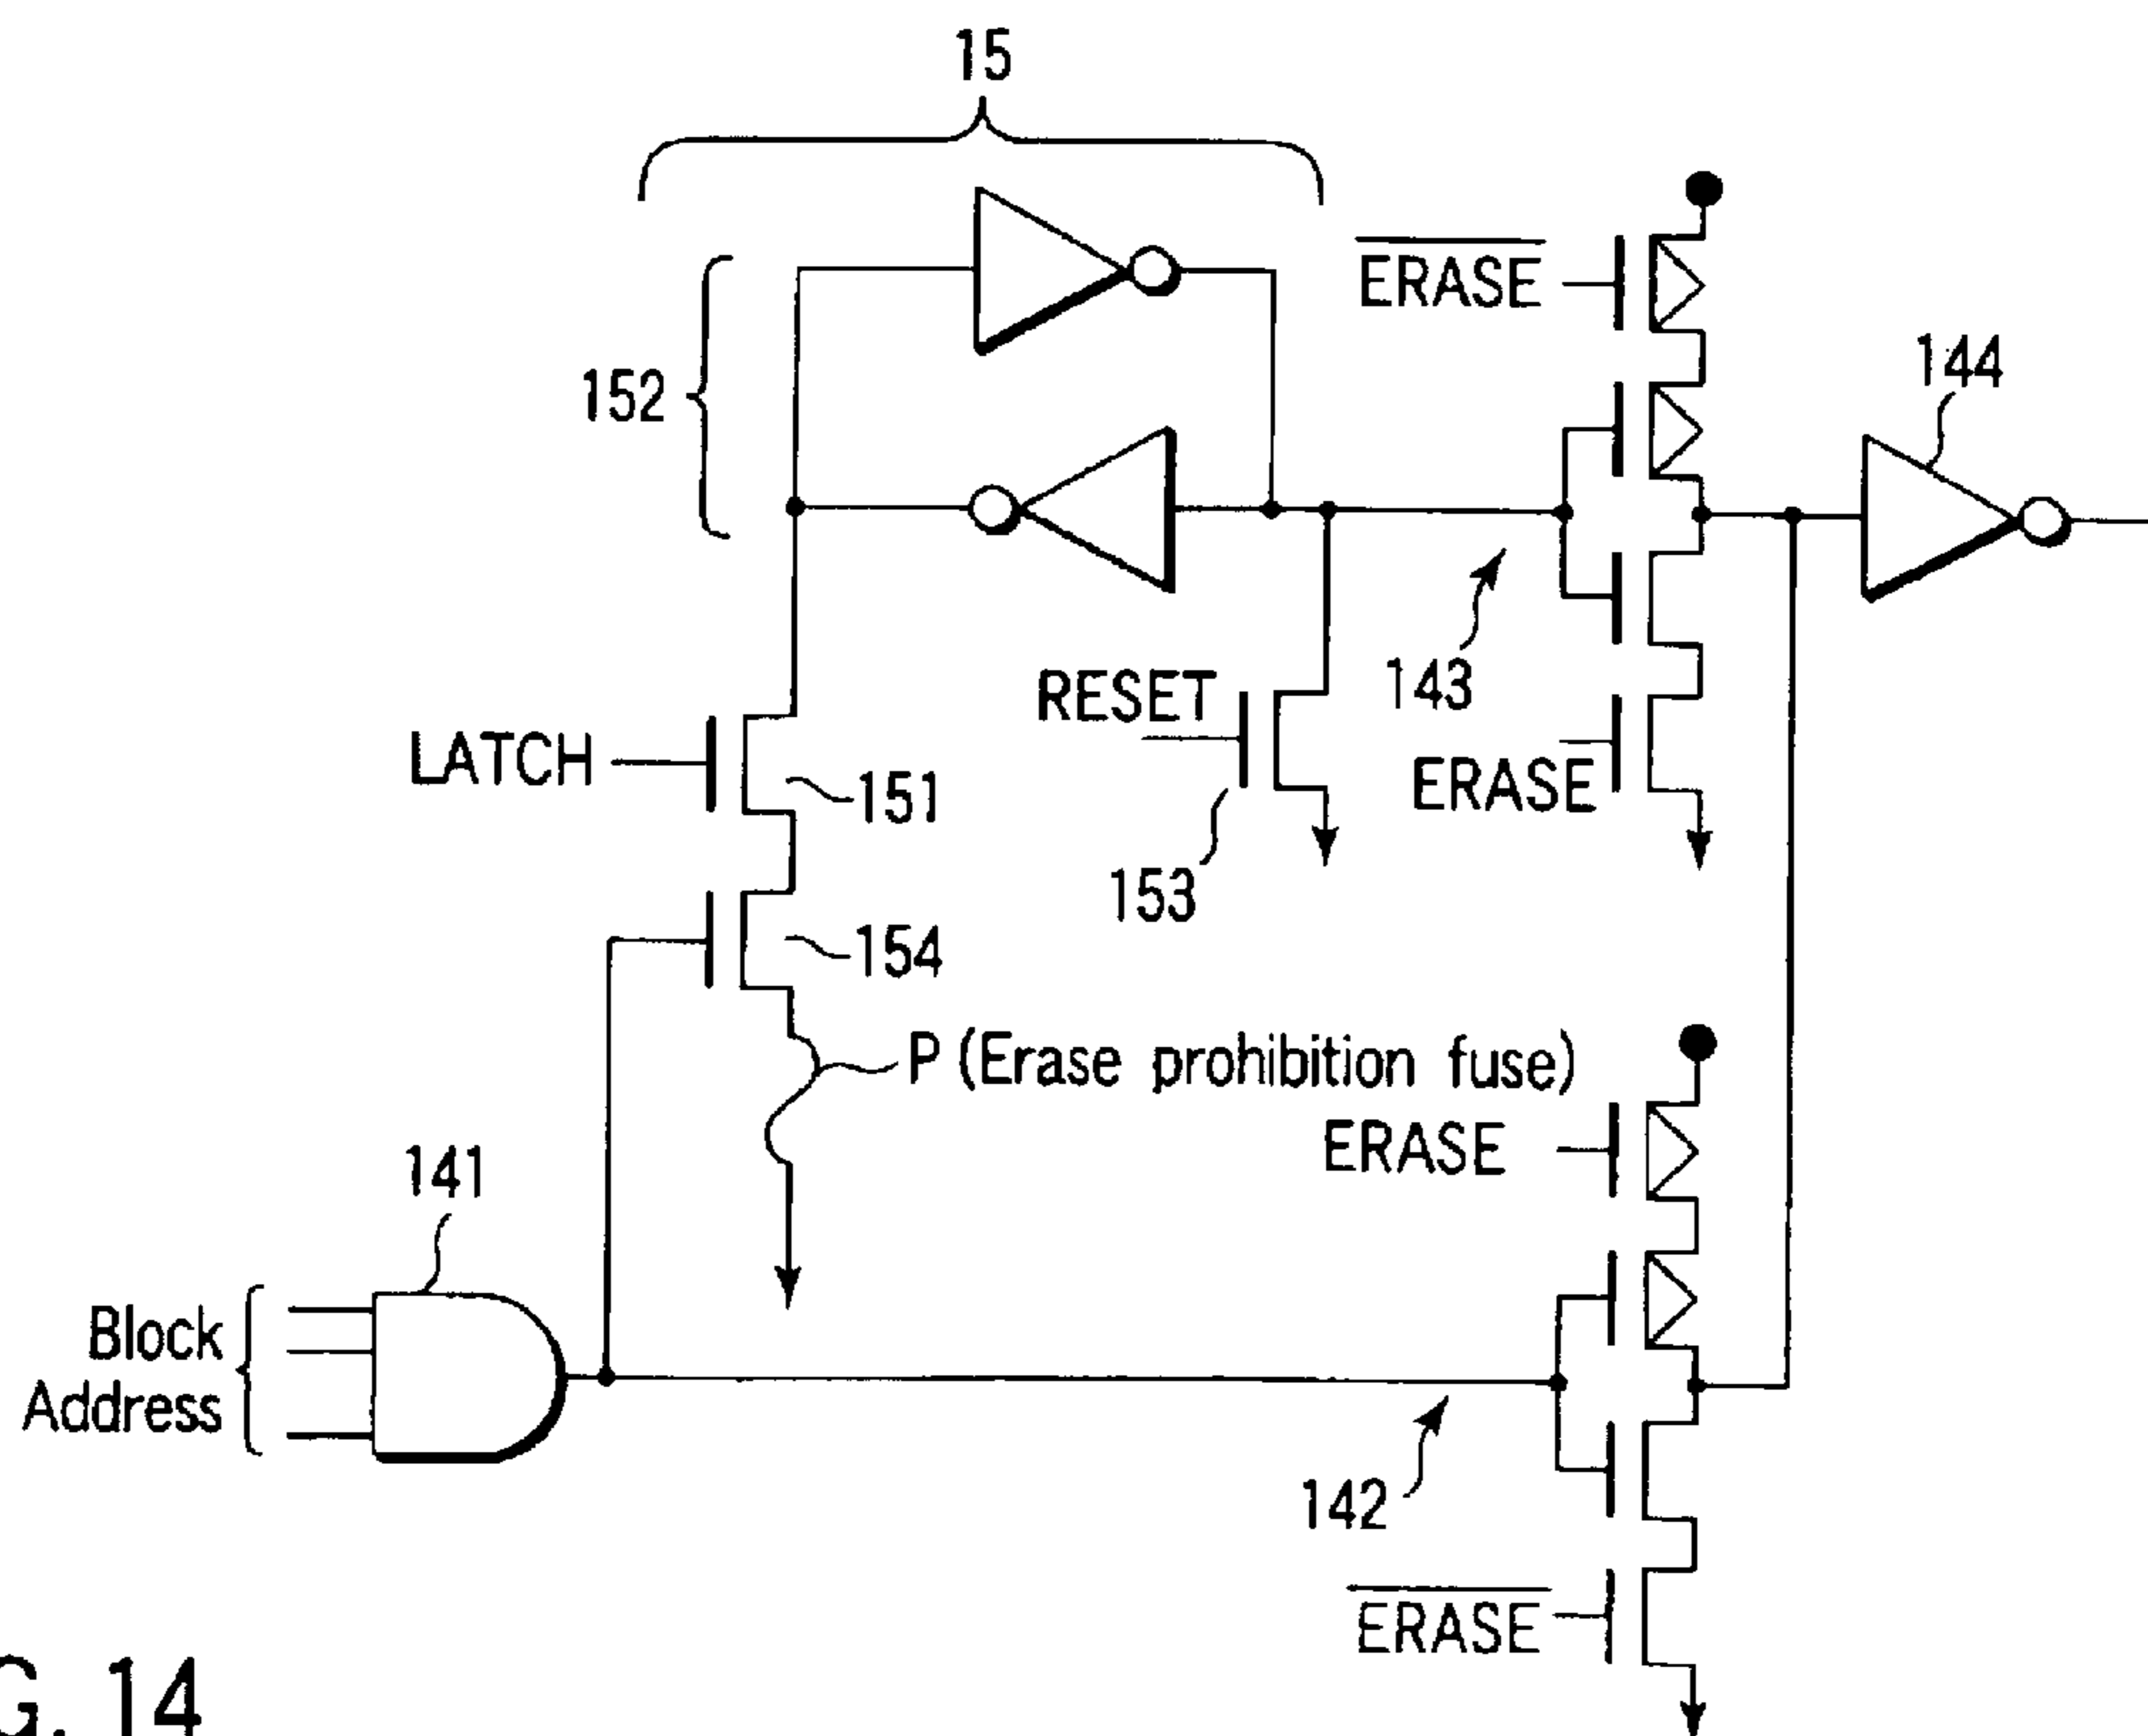 15
ERASE
144
152
143
RESET
ERASE
LATCH
151
153
154
P (Erase prohibition fuse)
ERASE
141
Block
Address
142
ERASE
G. 14